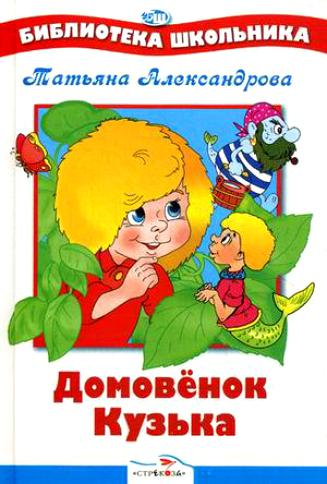 БИБЛИОТЕКА ШКОЛЬНИКА
Татьяна Александрова
Домовёнок
Кузька
«СТРЕКОЗА»